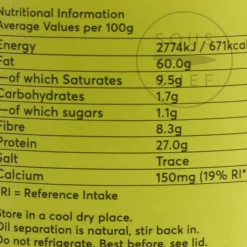 Nutritional Information
Average Values per 100g
Energy 2774kJ / 671kcal
Fat 60.0g
—of which Saturates 9.5g
Carbohydrates 1.7g
—of which sugars 1.1g
Fibre 8.3g
Protein 27.0g
Salt Trace
Calcium 150mg (19% RI*
RI = Reference Intake
Store in a cool dry place.
Oil separation is natural, stir back in.
Do not refrigerate. Best before, see lid.
SOUS